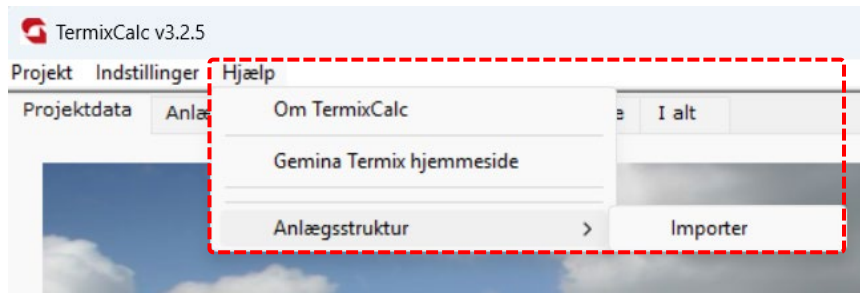 TermixCalc v3.2.5
Projekt Indstillinger Hjælp
Projektdata I alt
Om TermixCalc
Gemina Termix hjemmeside
Anlægsstruktur > Importer